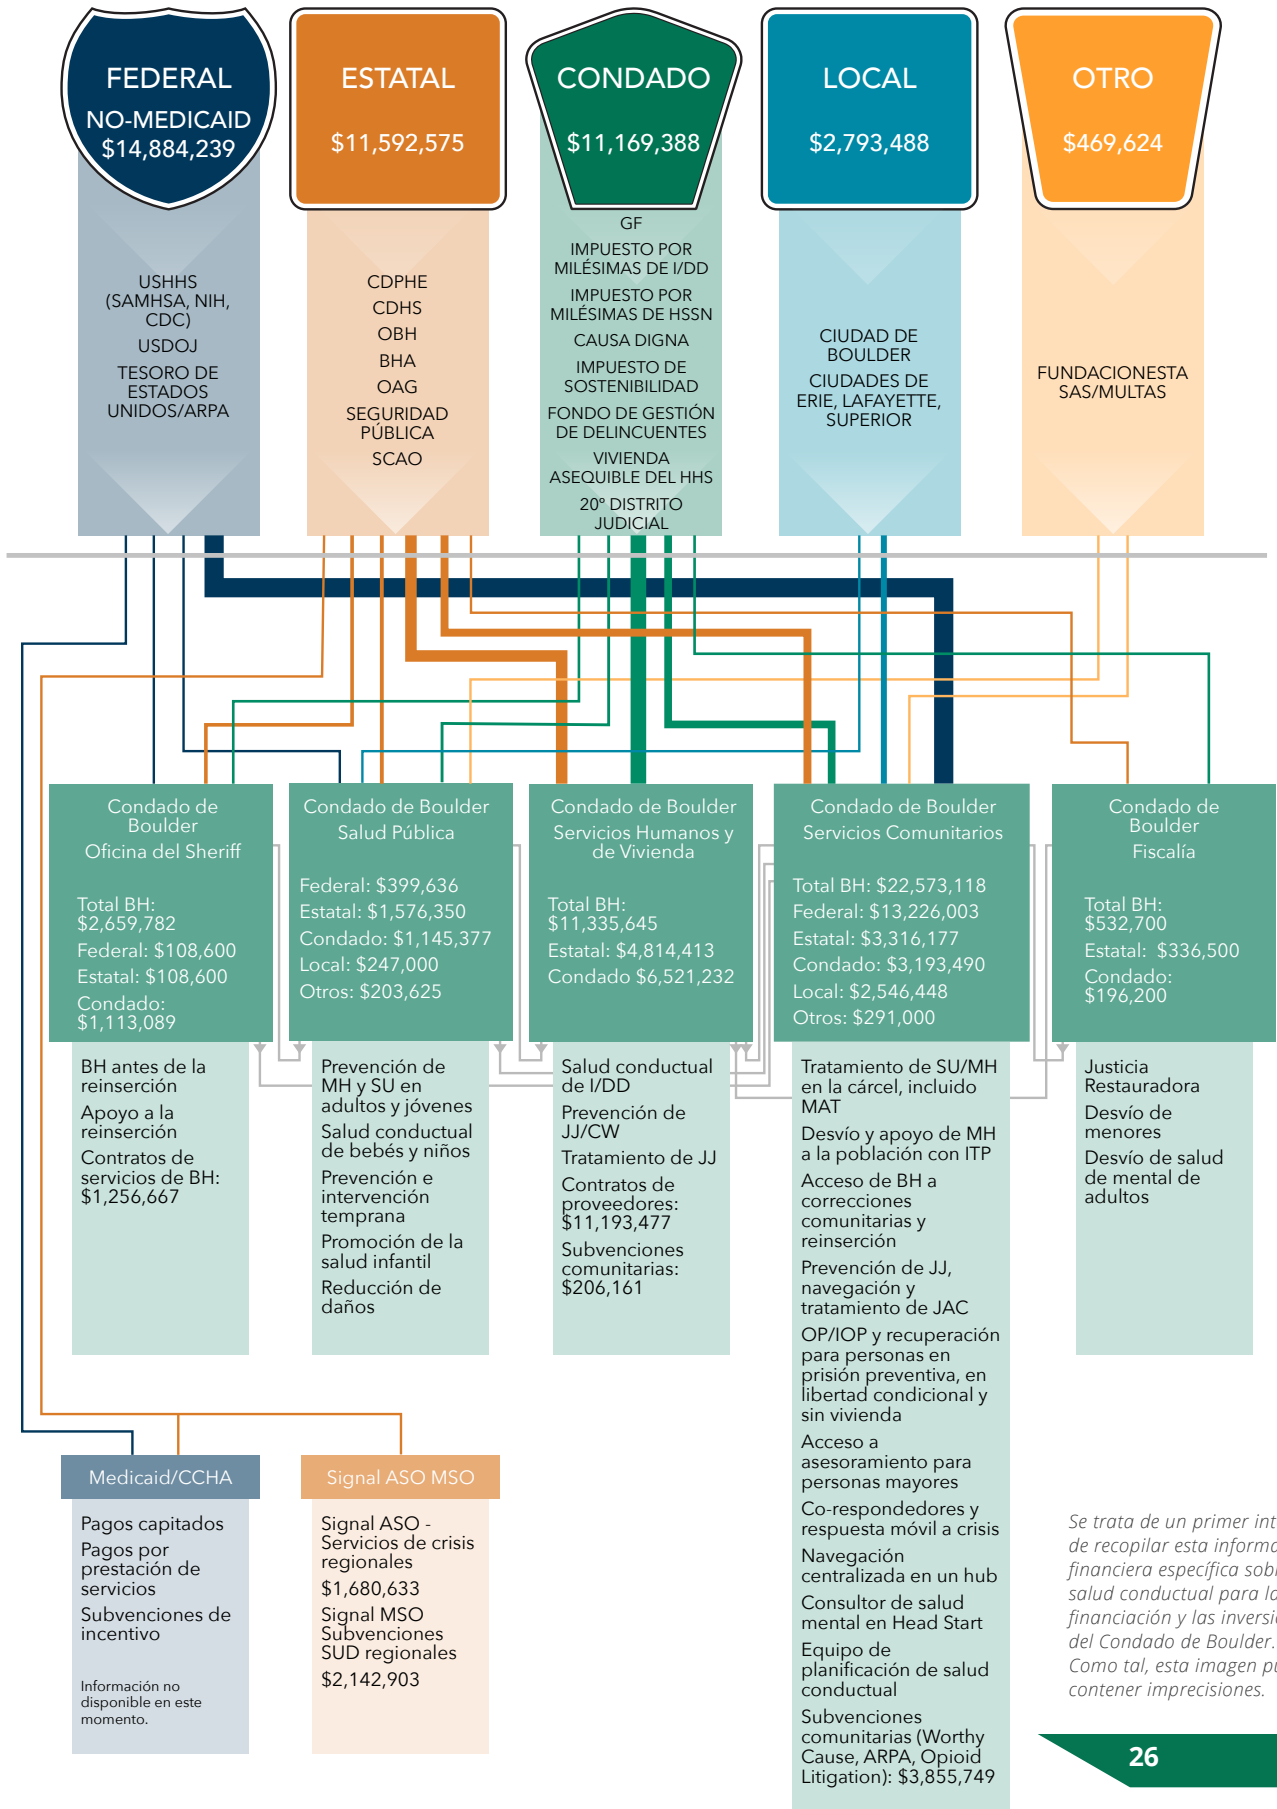 FEDERAL
NO-MEDICAID
$14,884,239
ESTATAL
$11,592,575
CONDADO
$11,169,388
LOCAL
$2,793,488
OTRO
$469,624
USHHS
(SAMHSA, NIH,
CDC)
USDOJ
TESORO DE
ESTADOS
UNIDOS/ARPA
CDPHE
CDHS
OBH
BHA
OAG
SEGURIDAD
PÚBLICA
SCAO
GF
IMPUESTO POR
MILÉSIMAS DE I/DD
IMPUESTO POR
MILÉSIMAS DE HSSN
CAUSA DIGNA
IMPUESTO DE
SOSTENIBILIDAD
FONDO DE GESTIÓN
DE DELINCUENTES
VIVIENDA
ASEQUIBLE DEL HHS
20º DISTRITO
JUDICIAL
CIUDAD DE
BOULDER
CIUDADES DE
ERIE, LAFAYETTE,
SUPERIOR
FUNDACIONESTA
SAS/MULTAS
Condado de
Boulder
Oficina del Sheriff
Total BH:
$2,659,782
Federal: $108,600
Estatal: $108,600
Condado:
$1,113,089
BH antes de la
reinserción
Apoyo a la
reinserción
Contratos de
servicios de BH:
$1,256,667
Condado de Boulder
Salud Pública
Federal: $399,636
Estatal: $1,576,350
Condado: $1,145,377
Local: $247,000
Otros: $203,625
Prevención de
MH y SU en
adultos y jóvenes
Salud conductual
de bebés y niños
Prevención e
intervención
temprana
Promoción de la
salud infantil
Reducción de
daños
Condado de Boulder
Servicios Humanos y
de Vivienda
Total BH:
$11,335,645
Estatal: $4,814,413
Condado $6,521,232
Salud conductual
de I/DD
Prevención de
JJ/CW
Tratamiento de JJ
Contratos de
proveedores:
$11,193,477
Subvenciones
comunitarias:
$206,161
Condado de Boulder
Servicios Comunitarios
Total BH: $22,573,118
Federal: $13,226,003
Estatal: $3,316,177
Condado: $3,193,490
Local: $2,546,448
Otros: $291,000
Tratamiento de SU/MH
en la cárcel, incluido
MAT
Desvío y apoyo de MH
a la población con ITP
Acceso de BH a
correcciones
comunitarias y
reinserción
Prevención de JJ,
navegación y
tratamiento de JAC
OP/IOP y recuperación
para personas en
prisión preventiva, en
libertad condicional y
sin vivienda
Acceso a
asesoramiento para
personas mayores
Co-respondedores y
respuesta móvil a crisis
Navegación
centralizada en un hub
Consultor de salud
mental en Head Start
Equipo de
planificación de salud
conductual
Subvenciones
comunitarias (Worthy
Cause, ARPA, Opioid
Litigation): $3,855,749
Condado de
Boulder
Fiscalía
Total BH:
$532,700
Estatal: $336,500
Condado:
$196,200
Justicia
Restauradora
Desvío de
menores
Desvío de salud
de mental de
adultos
Medicaid/CCHA
Pagos capitados
Pagos por
prestación de
servicios
Subvenciones de
incentivo
Información no
disponible en este
momento.
Signal ASO MSO
Signal ASO -
Servicios de crisis
regionales
$1,680,633
Signal MSO
Subvenciones
SUD regionales
$2,142,903
Se trata de un primer int
de recopilar esta informa
financiera específica sob
salud conductual para la
financiación y las inversi
del Condado de Boulder.
Como tal, esta imagen pu
contener imprecisiones.
26